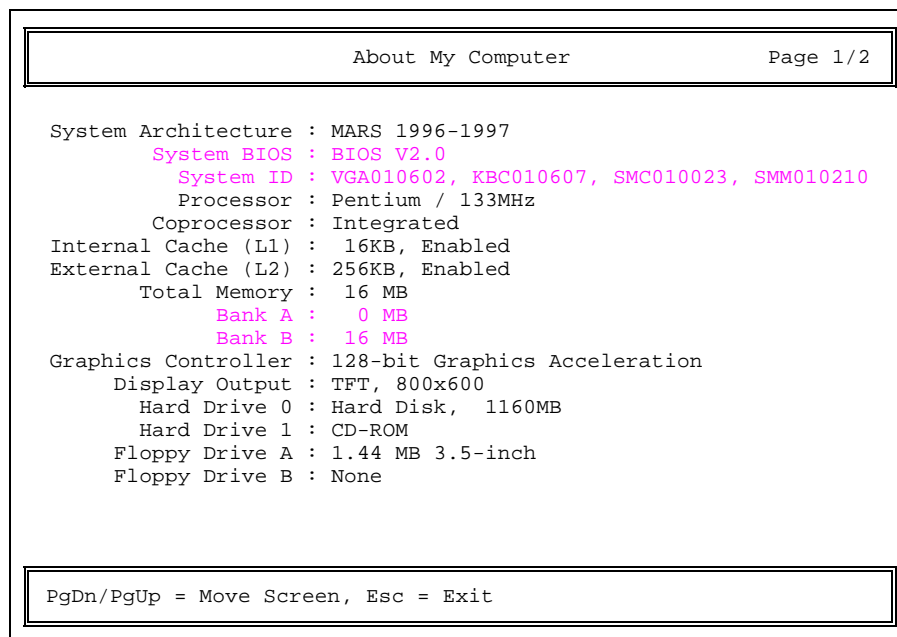 About My Computer Page 1/2
System Architecture : MARS 1996-1997
System BIOS : BIOS V2.0
System ID : VGA010602, KBC010607, SMC010023, SMM010210
Processor : Pentium / 133MHz
Coprocessor : Integrated
Internal Cache (L1) :  16KB, Enabled
External Cache (L2) : 256KB, Enabled
Total Memory :  16 MB
Bank A :   0 MB
Bank B :  16 MB
Graphics Controller : 128-bit Graphics Acceleration
Display Output : TFT, 800x600
Hard Drive 0 : Hard Disk,  1160MB
Hard Drive 1 : CD-ROM
Floppy Drive A : 1.44 MB 3.5-inch
Floppy Drive B : None
PgDn/PgUp = Move Screen, Esc = Exit